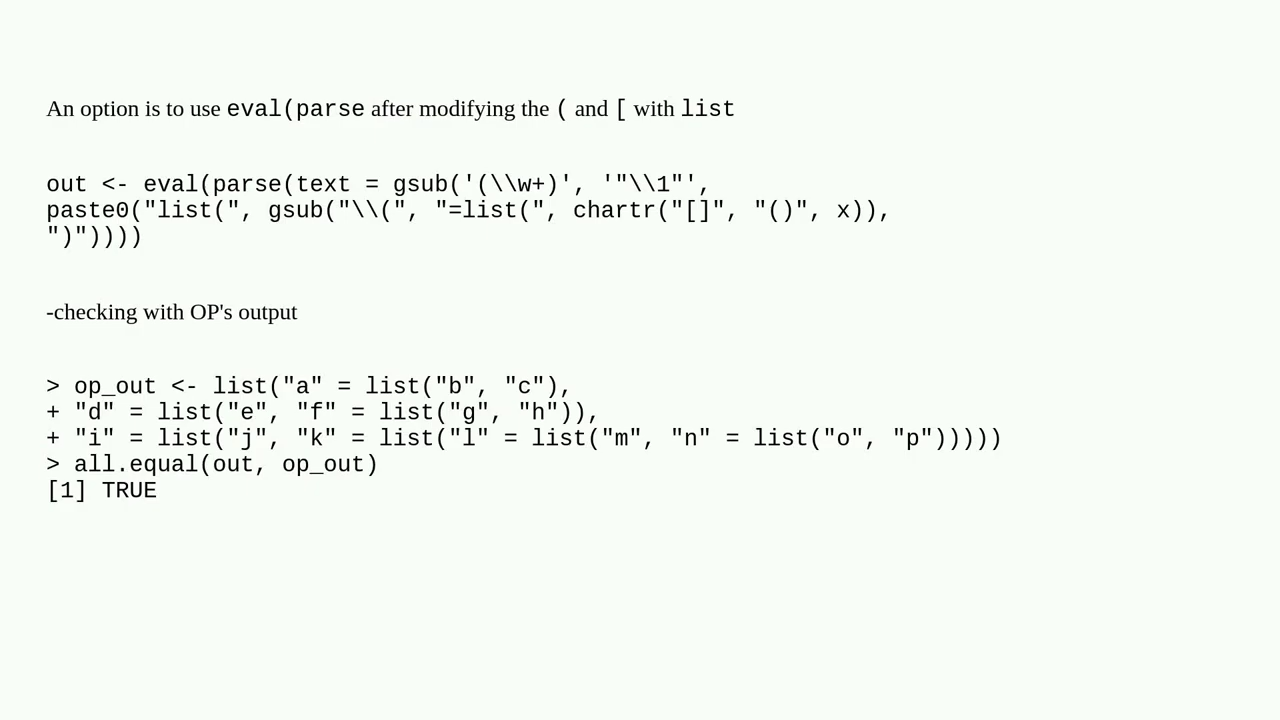 An option is to use eval(parse after modifying the ( and [ with list
out <- eval(parse(text = gsub('(\\w+)', '"\\1"',
paste0("list(", gsub("\\(", "=list(", chartr("[]", "()", x)),
")"))))
-checking with OP's output
> op_out <- list("a" = list("b", "c"),
+ "d" = list("e", "f" = list("g", "h")),
+ "i" = list("j", "k" = list("l" = list("m", "n" = list("o", "p")))))
> all.equal(out, op_out)
[1] TRUE